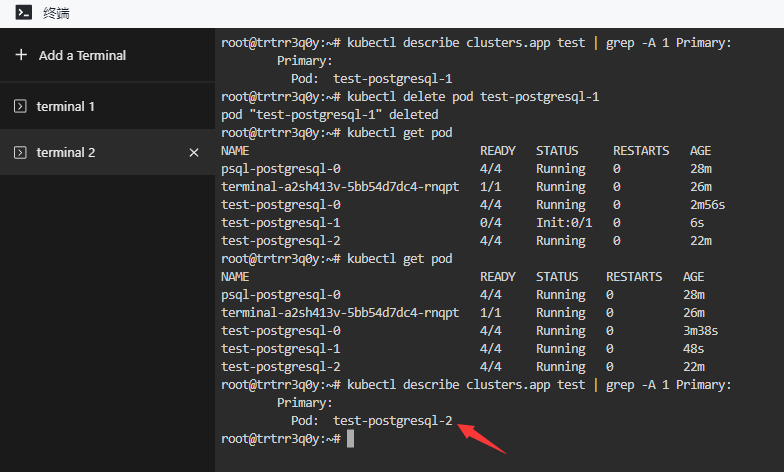 终端
Add a Terminal
terminal 1
terminal 2
root@trtrr3q0y:~# kubectl describe clusters.app test | grep -A 1 Primary:
Primary:
Pod: test-postgresql-1
root@trtrr3q0y:~# kubectl delete pod test-postgresql-1
pod "test-postgresql-1" deleted
root@trtrr3q0y:~# kubectl get pod
NAME READY STATUS RESTARTS AGE
psql-postgresql-0 4/4 Running 0 28m
terminal-a2sh413v-5bb54d7dc4-rnqpt 1/1 Running 0 26m
test-postgresql-0 4/4 Running 0 2m56s
test-postgresql-1 0/4 Init:0/1 0 6s
test-postgresql-2 4/4 Running 0 22m
root@trtrr3q0y:~# kubectl get pod
NAME READY STATUS RESTARTS AGE
psql-postgresql-0 4/4 Running 0 28m
terminal-a2sh413v-5bb54d7dc4-rnqpt 1/1 Running 0 26m
test-postgresql-0 4/4 Running 0 3m38s
test-postgresql-1 4/4 Running 0 48s
test-postgresql-2 4/4 Running 0 22m
root@trtrr3q0y:~# kubectl describe clusters.app test | grep -A 1 Primary:
Primary:
Pod: test-postgresql-2
root@trtrr3q0y:~#